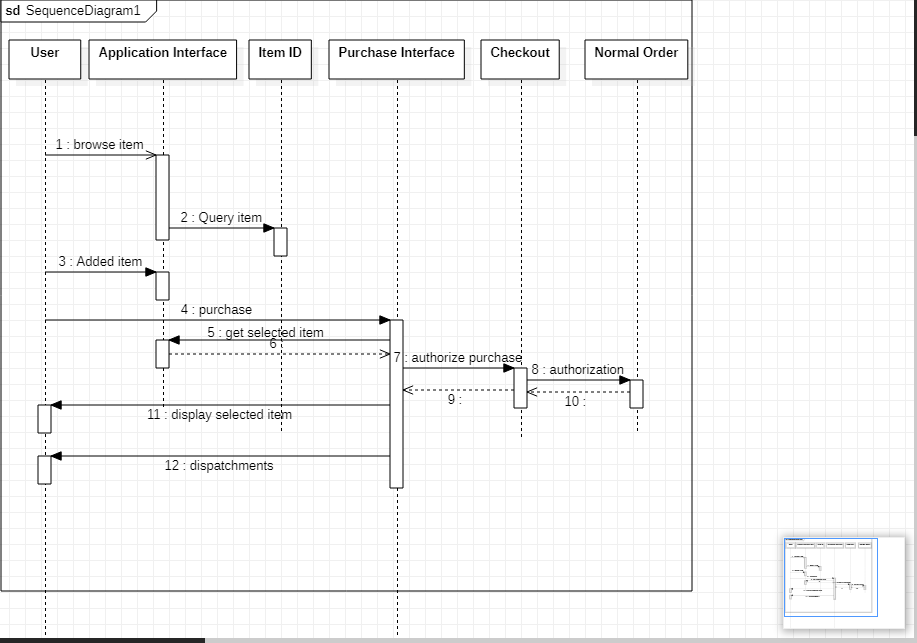 sd SequenceDiagram1
User
Application Interface
Item ID
Purchase Interface
Checkout
Normal Order
1 : browse item
2 : Query item
3 : Added item
4 : purchase
5 : get selected item
6
7 : authorize purchase
8 : authorization
9 :
10 :
11 : display selected item
12 : dispatchments